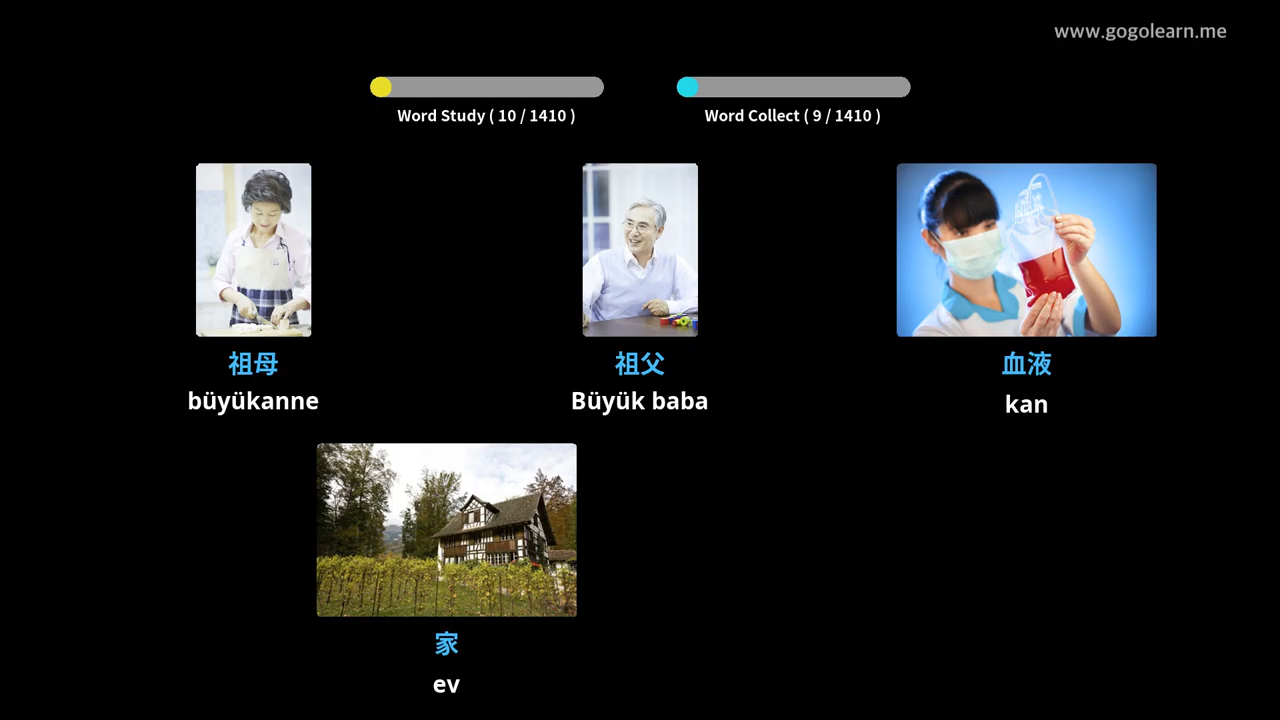 www.gogolearn.me
Word Study ( 10 / 1410 )
Word Collect ( 9 / 1410 )
祖母
büyükanne
祖父
Büyük baba
血液
kan
家
ev